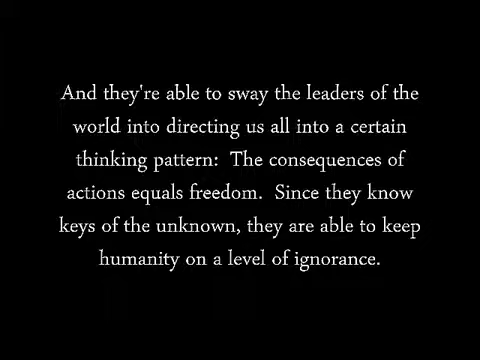 And they're able to sway the leaders of the
world into directing us all into a certain
thinking pattern:  The consequences of
actions equals freedom.  Since they know
keys of the unknown, they are able to keep
humanity on a level of ignorance.